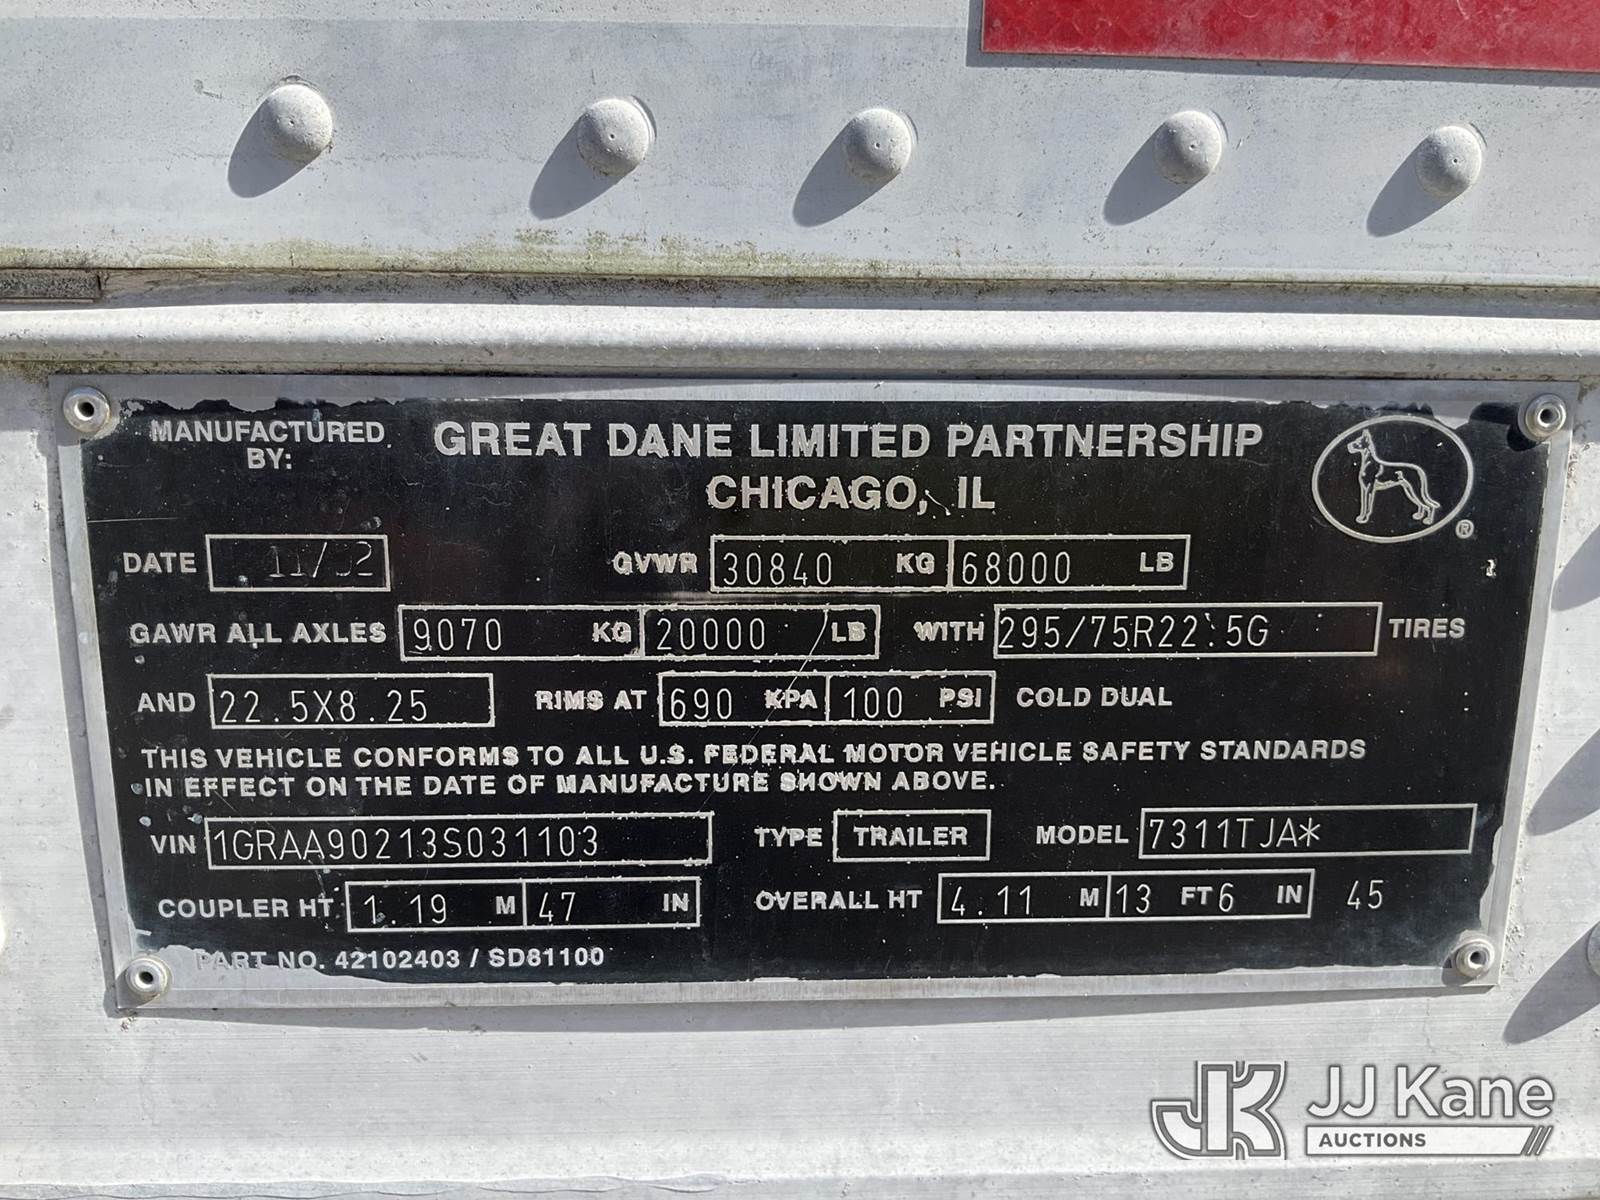 MANUFACTURED BY: GREAT DANE LIMITED PARTNERSHIP
CHICAGO, IL
®
DATE 11/02 GVWR 30840 KG 68000 LB
GAWR ALL AXLES 9070 KG 20000 LB WITH 295/75R22.5G TIRES
AND 22.5X8.25 RIMS AT 690 KPA 100 PSI COLD DUAL
THIS VEHICLE CONFORMS TO ALL U.S. FEDERAL MOTOR VEHICLE SAFETY STANDARDS
IN EFFECT ON THE DATE OF MANUFACTURE SHOWN ABOVE.
VIN 1GRAA90213S031103 TYPE TRAILER MODEL 7311TJA*
COUPLER HT. 1.19 M 47 IN OVERALL HT 4.11 M 13 FT 6 IN 45
PART NO. 42102403 / SD81100
JK JJ Kane
AUCTIONS